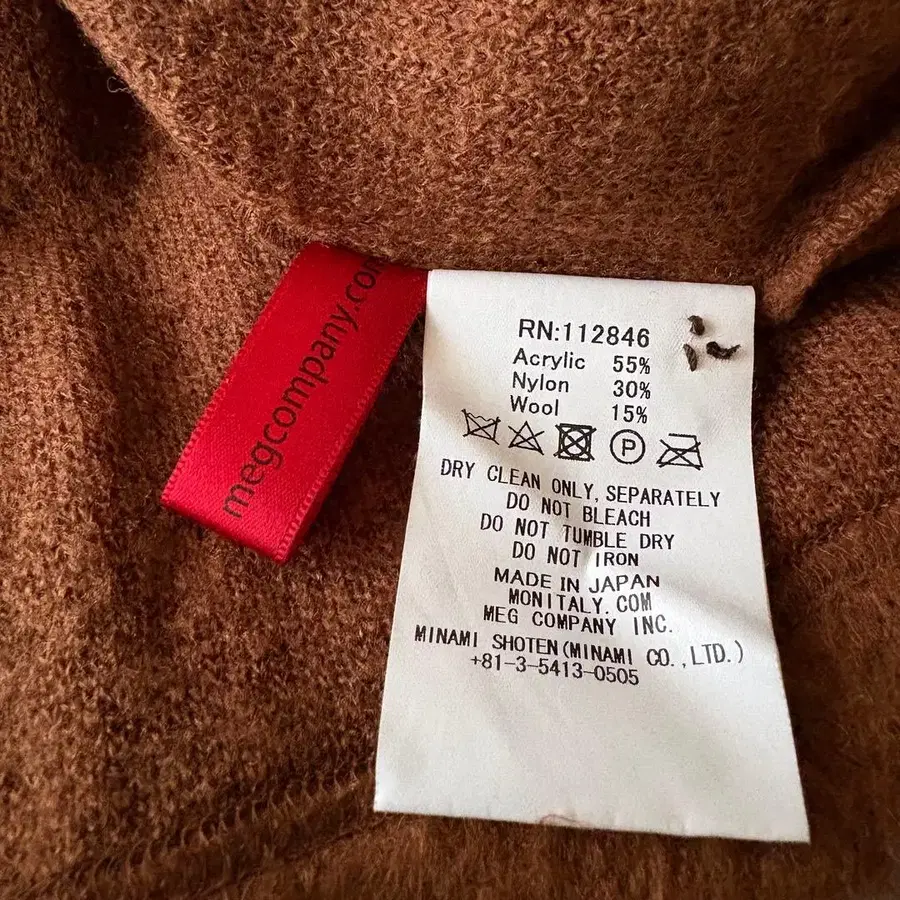 megcompany.com
RN:112846
Acrylic 55%
Nylon 30%
Wool 15%
P
DRY CLEAN ONLY, SEPARATELY
DO NOT BLEACH
DO NOT TUMBLE DRY
DO NOT IRON
MADE IN JAPAN
MONITALY.COM
MEG COMPANY INC.
MINAMI SHOTEN(MINAMI CO.,LTD.)
+81-3-5413-0505